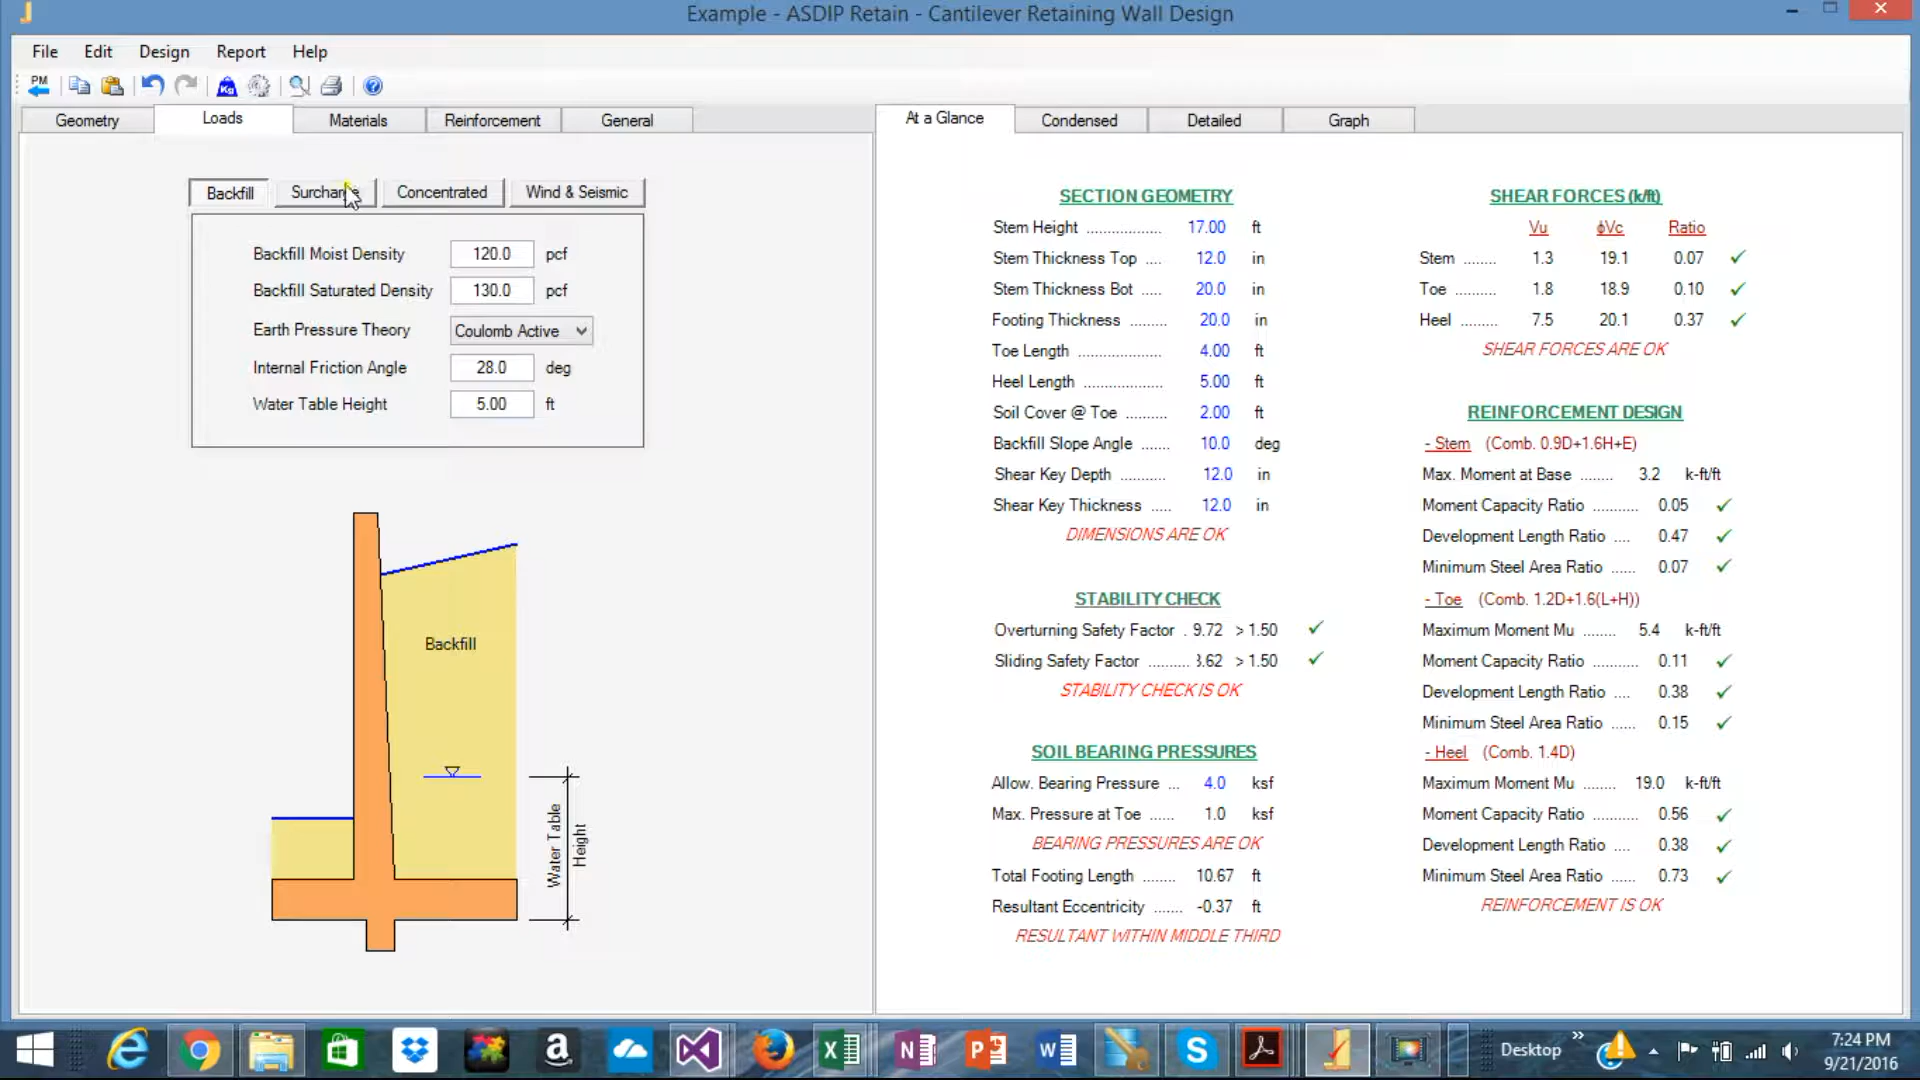 Example - ASDIP Retain - Cantilever Retaining Wall Design
File Edit Design Report Help
PM Kg ?
Geometry Loads Materials Reinforcement General
At a Glance Condensed Detailed Graph
Backfill Concentrated Wind & Seismic
Backfill Moist Density 120.0 pcf
Backfill Saturated Density 130.0 pcf
Earth Pressure Theory Coulomb Active
Internal Friction Angle 28.0 deg
Water Table Height 5.00 ft
Backfill
Water Table
Height
SECTION GEOMETRY
Stem Height ................. 17.00 ft
Stem Thickness Top .... 12.0 in
Stem Thickness Bot ..... 20.0 in
Footing Thickness ......... 20.0 in
Toe Length .................... 4.00 ft
Heel Length ................... 5.00 ft
Soil Cover @ Toe .......... 2.00 ft
Backfill Slope Angle ....... 10.0 deg
Shear Key Depth ........... 12.0 in
Shear Key Thickness ..... 12.0 in
DIMENSIONS ARE OK
STABILITY CHECK
Overturning Safety Factor . 9.72 > 1.50 ✓
Sliding Safety Factor ......... 3.62 > 1.50 ✓
STABILITY CHECK IS OK
SOIL BEARING PRESSURES
Allow. Bearing Pressure ... 4.0 ksf
Max. Pressure at Toe ...... 1.0 ksf
BEARING PRESSURES ARE OK
Total Footing Length ........ 10.67 ft
Resultant Eccentricity ....... -0.37 ft
RESULTANT WITHIN MIDDLE THIRD
SHEAR FORCES (k/ft)
Vu ϕVc Ratio
Stem ........ 1.3 19.1 0.07 ✓
Toe .......... 1.8 18.9 0.10 ✓
Heel ......... 7.5 20.1 0.37 ✓
SHEAR FORCES ARE OK
REINFORCEMENT DESIGN
- Stem (Comb. 0.9D+1.6H+E)
Max. Moment at Base ........ 3.2 k-ft/ft
Moment Capacity Ratio ........... 0.05 ✓
Development Length Ratio .... 0.47 ✓
Minimum Steel Area Ratio ...... 0.07 ✓
- Toe (Comb. 1.2D+1.6(L+H))
Maximum Moment Mu ........ 5.4 k-ft/ft
Moment Capacity Ratio ........... 0.11 ✓
Development Length Ratio .... 0.38 ✓
Minimum Steel Area Ratio ...... 0.15 ✓
- Heel (Comb. 1.4D)
Maximum Moment Mu ........ 19.0 k-ft/ft
Moment Capacity Ratio ........... 0.56 ✓
Development Length Ratio .... 0.38 ✓
Minimum Steel Area Ratio ...... 0.73 ✓
REINFORCEMENT IS OK
Desktop »
7:24 PM
9/21/2016